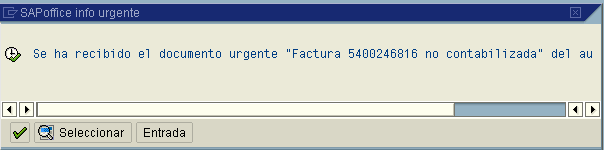 SAPoffice info urgente
Se ha recibido el documento urgente "Factura 5400246816 no contabilizada" del au
Seleccionar Entrada